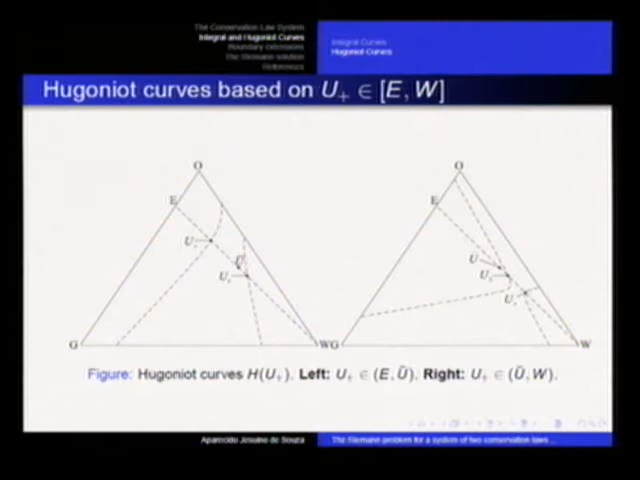 The Conservation Law System
Integral and Hugoniot Curves
Boundary extensions
The Riemann solution
References
Integral Curves
Hugoniot Curves
Hugoniot curves based on U₊ ∈ [E, W]
O
E
U
Ũ
U
G
W
O
E
Ũ
U
U
G
W
Figure: Hugoniot curves H(U₊). Left: U₊ ∈ (E, Ũ). Right: U₊ ∈ (Ũ, W).
Aparecido Jesuino de Souza
The Riemann problem for a system of two conservation laws ...